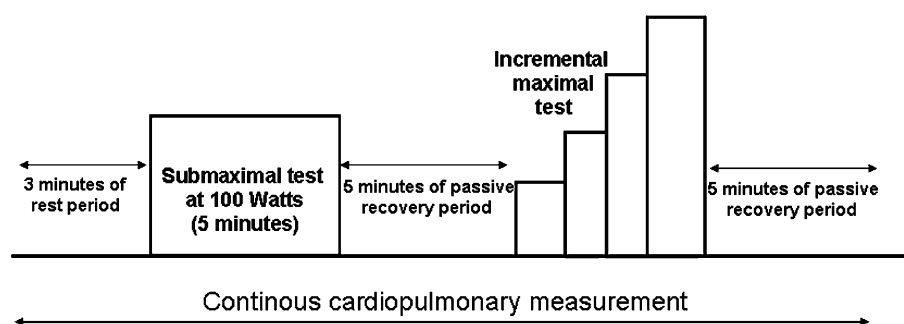 3 minutes of
rest period
Submaximal test
at 100 Watts
(5 minutes)
5 minutes of passive
recovery period
Incremental
maximal
test
5 minutes of passive
recovery period
Continous cardiopulmonary measurement